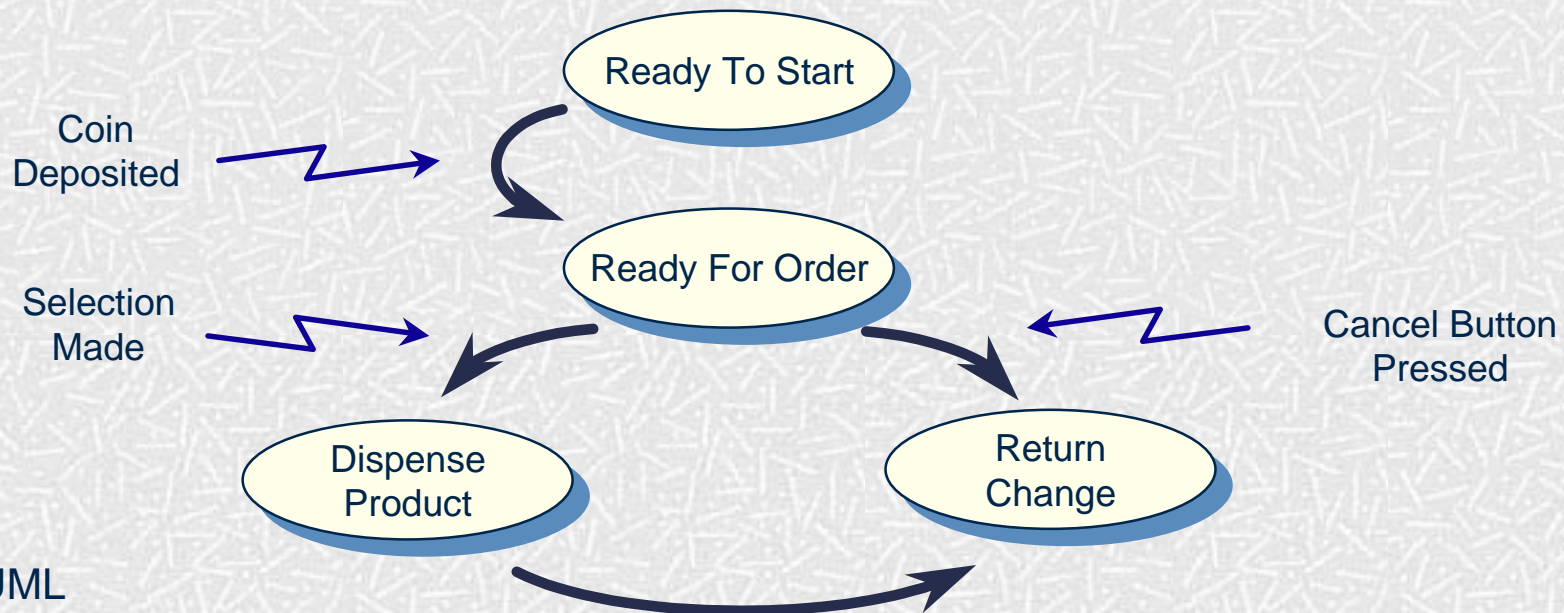 Ready To Start
Coin
Deposited
Ready For Order
Selection
Made
Cancel Button
Pressed
Dispense
Product
Return
Change
UML